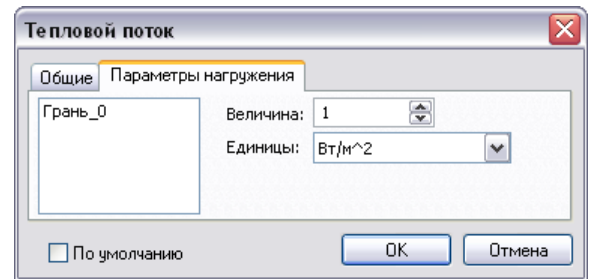 Тепловой поток
Общие Параметры нагружения
Грань_0
Величина: 1
Единицы: Вт/м^2
По умолчанию OK Отмена